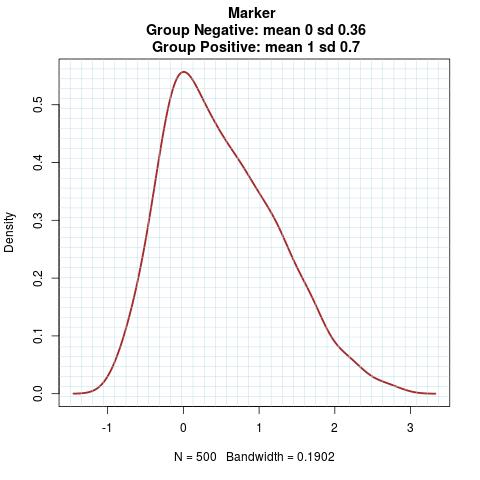 Marker
Group Negative: mean 0 sd 0.36
Group Positive: mean 1 sd 0.7
Density
0.5
0.4
0.3
0.2
0.1
0.0
-1 0 1 2 3
N = 500 Bandwidth = 0.1902